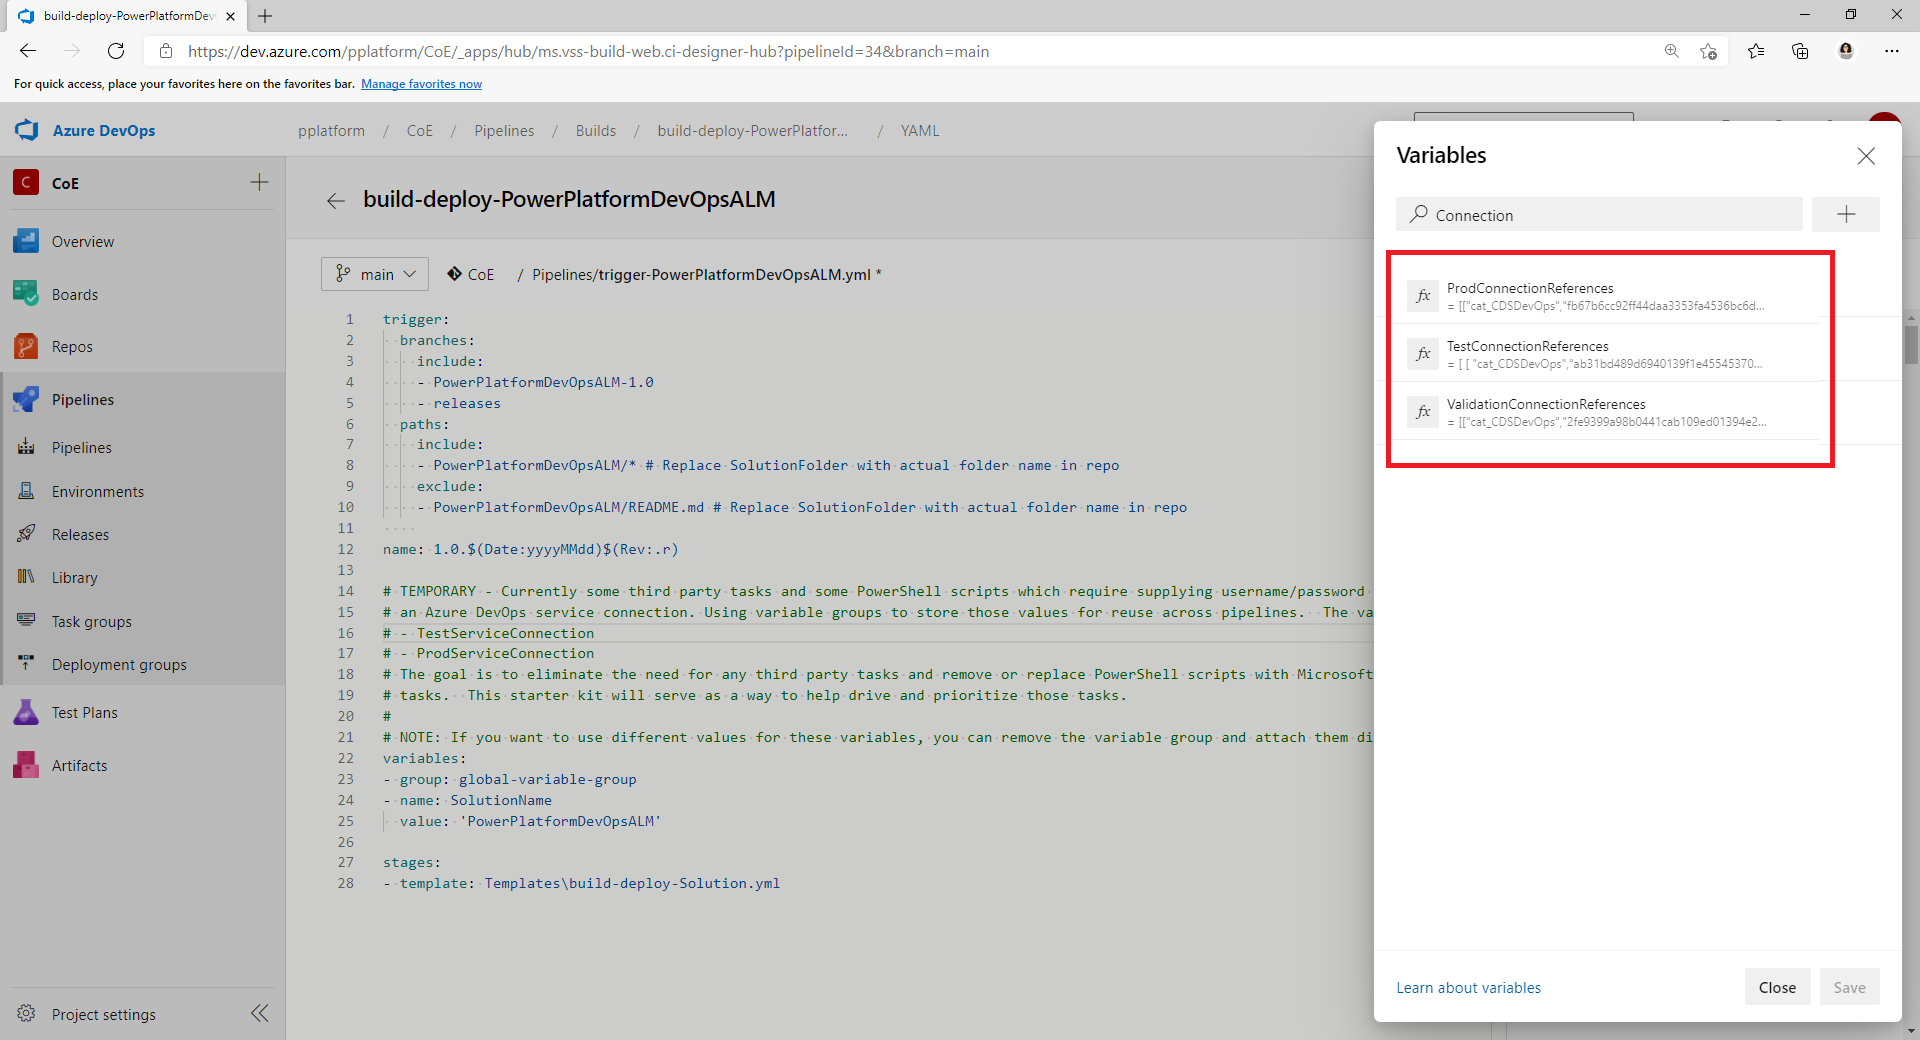 build-deploy-PowerPlatformDev
https://dev.azure.com/pplatform/CoE/_apps/hub/ms.vss-build-web.ci-designer-hub?pipelineId=34&branch=main
For quick access, place your favorites here on the favorites bar. Manage favorites now
Azure DevOps
pplatform / CoE / Pipelines / Builds / build-deploy-PowerPlatfor... / YAML
C CoE
Overview
Boards
Repos
Pipelines
Pipelines
Environments
Releases
Library
Task groups
Deployment groups
Test Plans
Artifacts
Project settings
build-deploy-PowerPlatformDevOpsALM
main CoE / Pipelines/trigger-PowerPlatformDevOpsALM.yml *
1 trigger:
2 branches:
3 include:
4 - PowerPlatformDevOpsALM-1.0
5 - releases
6 paths:
7 include:
8 - PowerPlatformDevOpsALM/* # Replace SolutionFolder with actual folder name in repo
9 exclude:
10 - PowerPlatformDevOpsALM/README.md # Replace SolutionFolder with actual folder name in repo
11
12 name: 1.0.$(Date:yyyyMMdd)$(Rev:.r)
13
14 # TEMPORARY - Currently some third party tasks and some PowerShell scripts which require supplying username/password
15 # an Azure DevOps service connection. Using variable groups to store those values for reuse across pipelines. The va
16 # - TestServiceConnection
17 # - ProdServiceConnection
18 # The goal is to eliminate the need for any third party tasks and remove or replace PowerShell scripts with Microsoft
19 # tasks. This starter kit will serve as a way to help drive and prioritize those tasks.
20 #
21 # NOTE: If you want to use different values for these variables, you can remove the variable group and attach them di
22 variables:
23 - group: global-variable-group
24 - name: SolutionName
25 value: 'PowerPlatformDevOpsALM'
26
27 stages:
28 - template: Templates\build-deploy-Solution.yml
Variables
Connection
fx ProdConnectionReferences
= [["cat_CDSDevOps","fb67b6cc92ff44daa3353fa4536bc6d...
fx TestConnectionReferences
= [ [ "cat_CDSDevOps","ab31bd489d6940139f1e45545370...
fx ValidationConnectionReferences
= [["cat_CDSDevOps","2fe9399a98b0441cab109ed01394e2...
Learn about variables
Close
Save